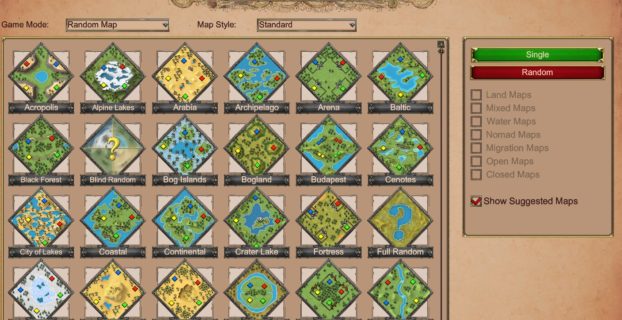 Game Mode: Random Map Map Style: Standard
Single
Random
Land Maps
Mixed Maps
Water Maps
Nomad Maps
Migration Maps
Open Maps
Closed Maps
Show Suggested Maps
Acropolis Alpine Lakes Arabia Archipelago Arena Baltic
Black Forest Blind Random Bog Islands Bogland Budapest Cenotes
City of Lakes Coastal Continental Crater Lake Fortress Full Random